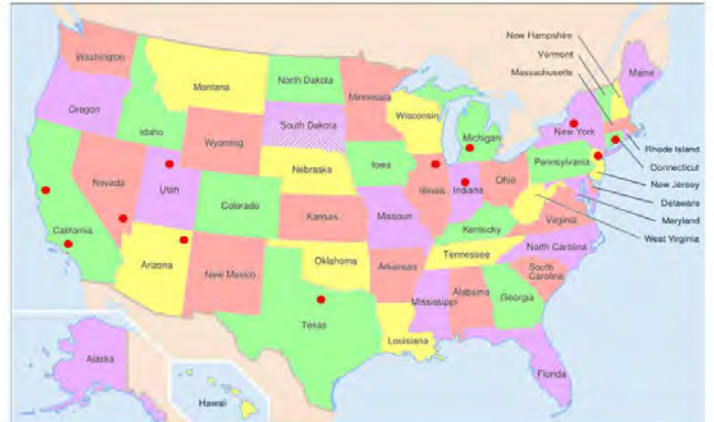 New Hampshire
Vermont
Massachusetts
Washington
Montana
North Dakota
Minnesota
Maine
Oregon
Idaho
Wyoming
South Dakota
Wisconsin
Michigan
New York
Rhode Island
Connecticut
New Jersey
Delaware
Maryland
West Virginia
Nevada
Utah
Colorado
Nebraska
Iowa
Illinois
Indiana
Ohio
Pennsylvania
California
Arizona
New Mexico
Kansas
Oklahoma
Missouri
Kentucky
Virginia
Tennessee
North Carolina
Arkansas
South
Carolina
Mississippi
Alabama
Georgia
Texas
Louisiana
Florida
Alaska
Hawaii